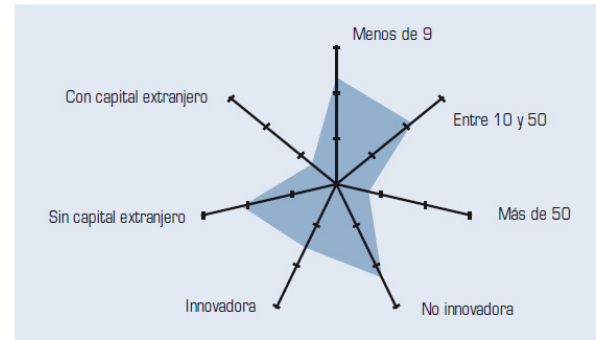 Menos de 9
Con capital extranjero
Entre 10 y 50
Sin capital extranjero
Más de 50
Innovadora
No innovadora